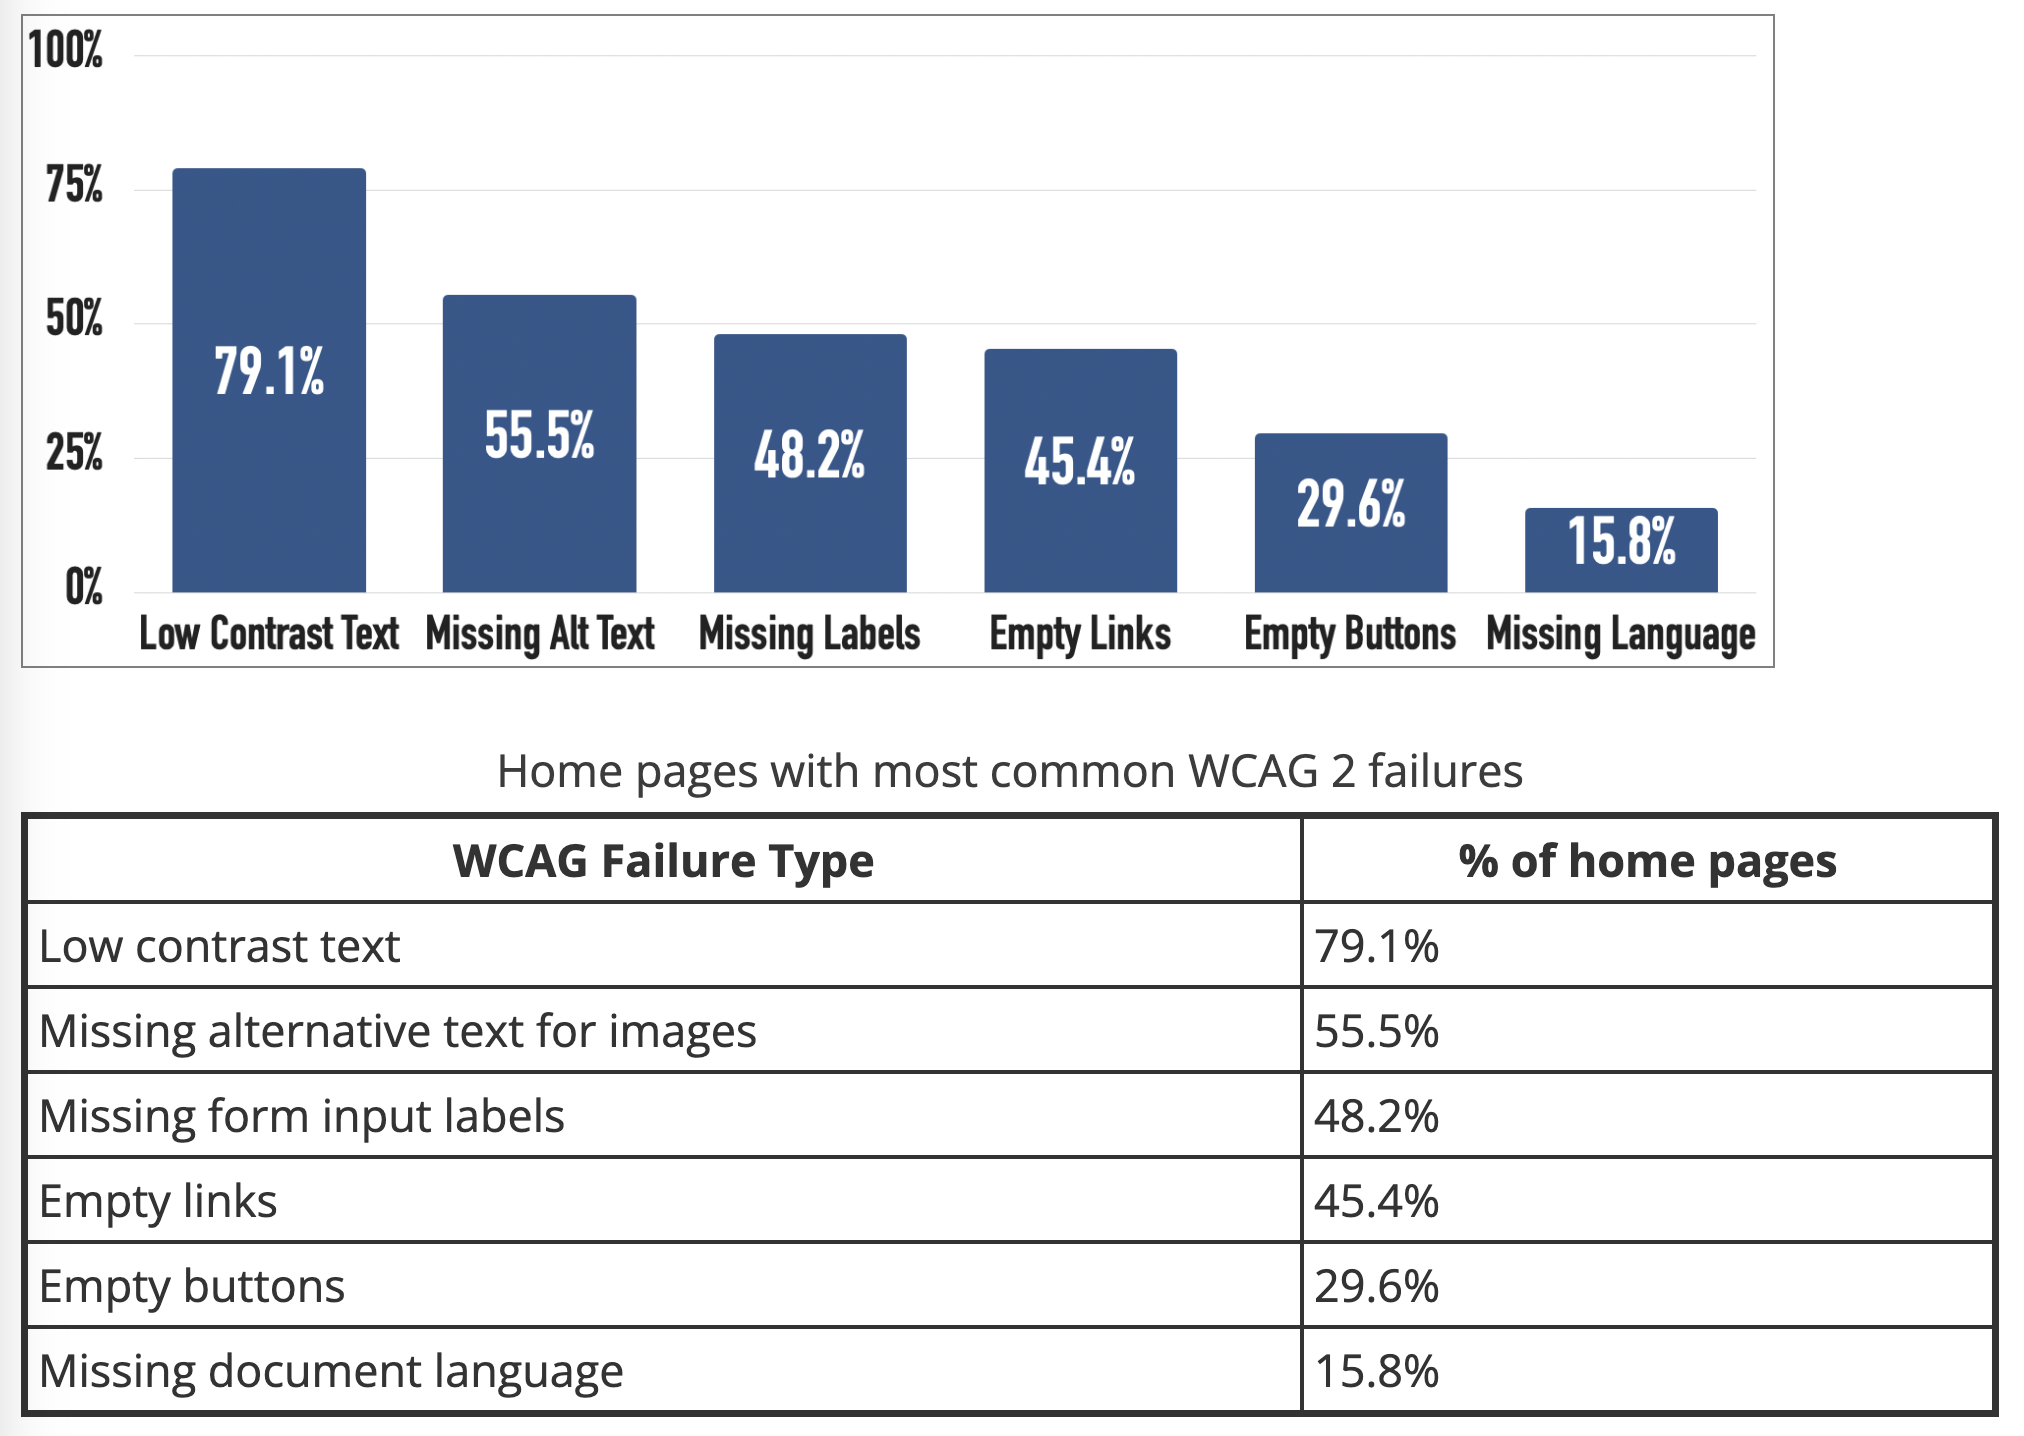 100%
75%
50%
25%
0%
79.1%
55.5%
48.2%
45.4%
29.6%
15.8%
Low Contrast Text Missing Alt Text Missing Labels Empty Links Empty Buttons Missing Language
Home pages with most common WCAG 2 failures
WCAG Failure Type % of home pages
Low contrast text 79.1%
Missing alternative text for images 55.5%
Missing form input labels 48.2%
Empty links 45.4%
Empty buttons 29.6%
Missing document language 15.8%